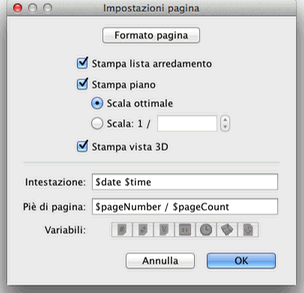 Impostazioni pagina
Formato pagina
Stampa lista arredamento
Stampa piano
Scala ottimale
Scala: 1 /
Stampa vista 3D
Intestazione: $date $time
Piè di pagina: $pageNumber / $pageCount
Variabili:
Annulla OK